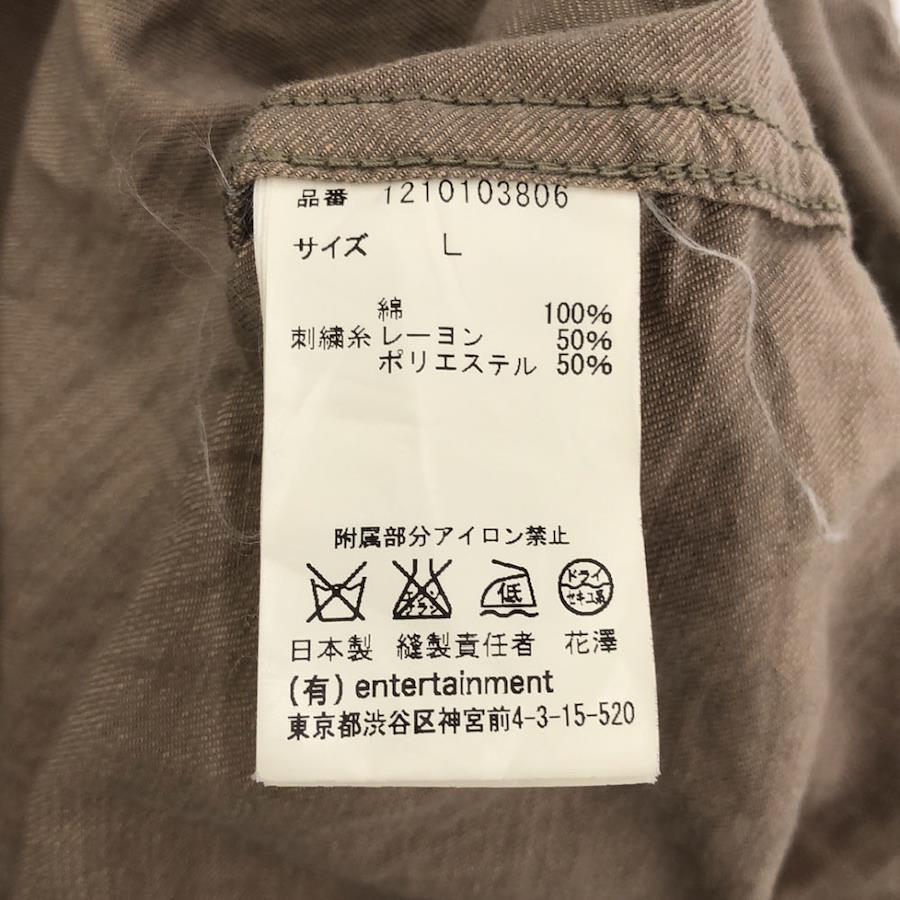 品番 1210103806
サイズ L
綿 100%
刺繍糸 レーヨン 50%
ポリエステル 50%
附属部分アイロン禁止
低 ドライ
セキユ系
日本製 縫製責任者 花澤
(有) entertainment
東京都渋谷区神宮前4-3-15-520